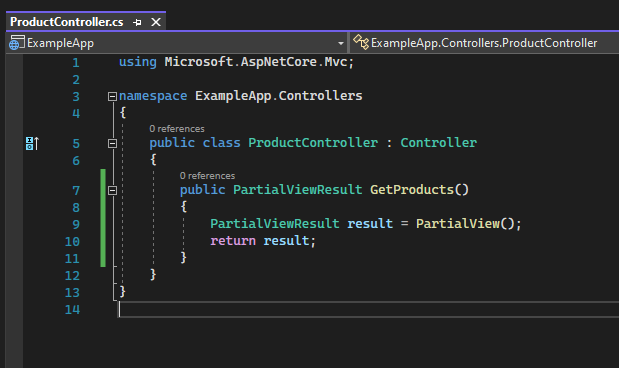 ProductController.cs
ExampleApp
ExampleApp.Controllers.ProductController
1 using Microsoft.AspNetCore.Mvc;
2
3 namespace ExampleApp.Controllers
4 {
0 references
5 public class ProductController : Controller
6 {
0 references
7 public PartialViewResult GetProducts()
8 {
9 PartialViewResult result = PartialView();
10 return result;
11 }
12 }
13 }
14